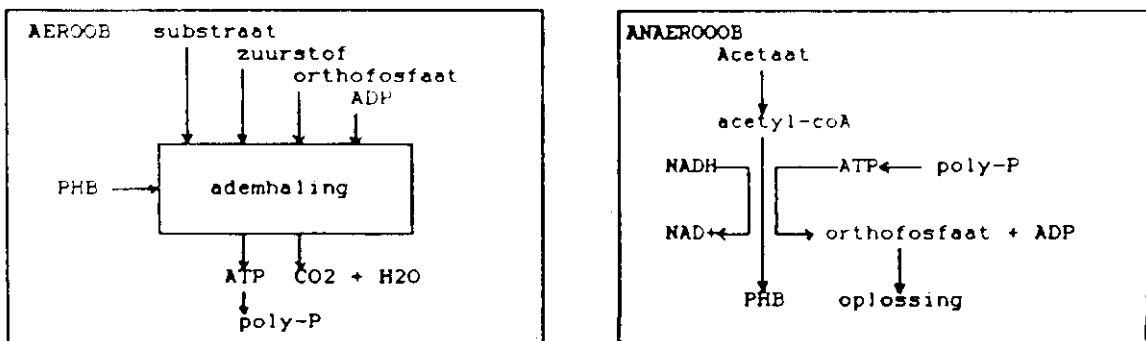 AEROOB substraat
zuurstof
orthofosfaat
ADP
PHB ademhaling
ATP CO2 + H2O
poly-P
ANAEROOOB
Acetaat
acetyl-coA
NADH ATP poly-P
NAD+ orthofosfaat + ADP
PHB oplossing